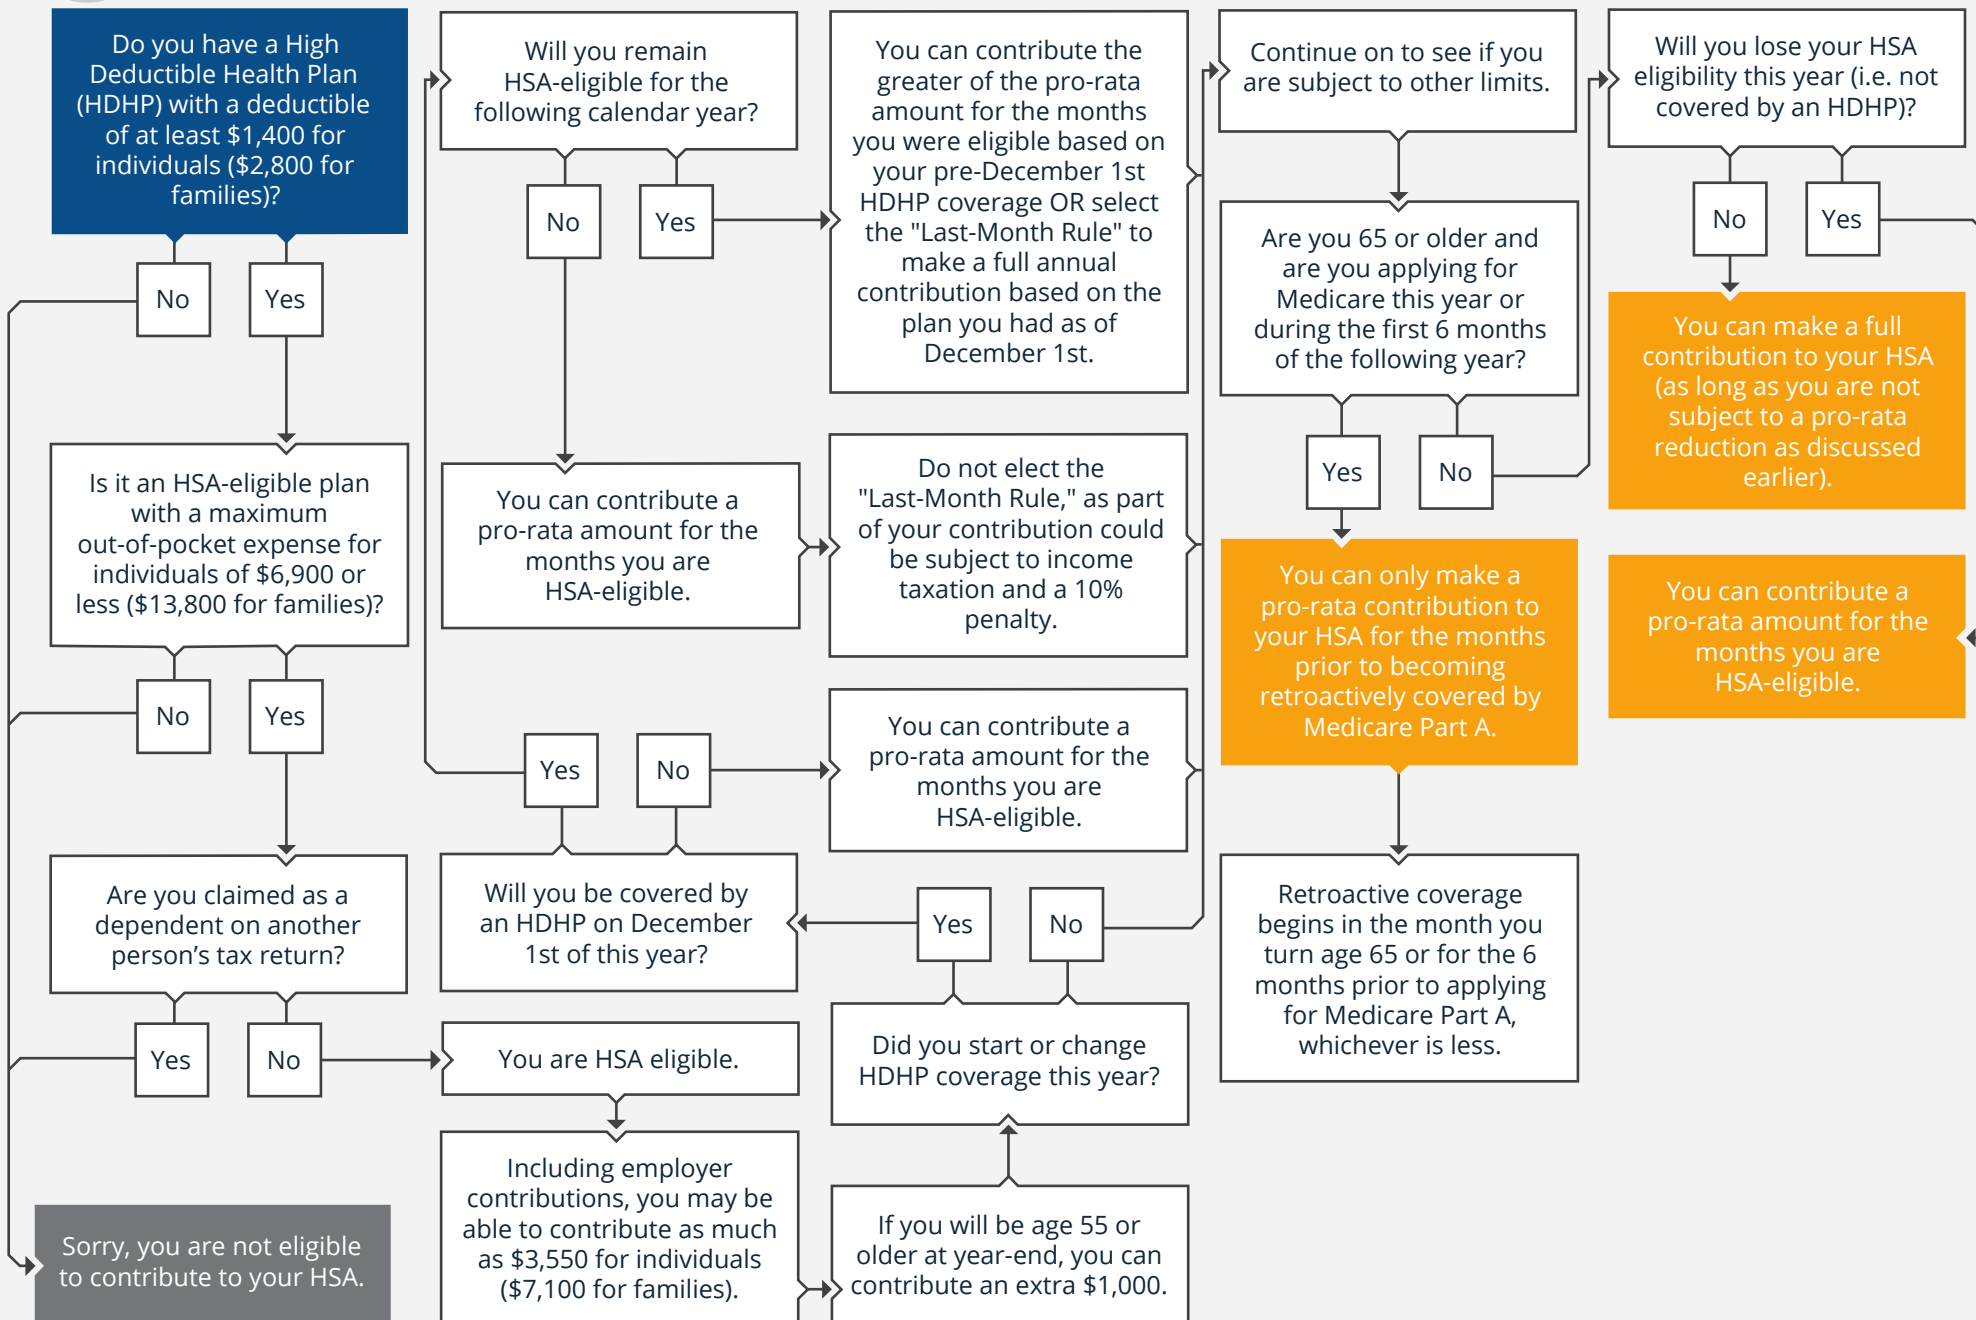 Do you have a High
Deductible Health Plan
(HDHP) with a deductible
of at least $1,400 for
individuals ($2,800 for
families)?
No
Yes
Is it an HSA-eligible plan
with a maximum
out-of-pocket expense for
individuals of $6,900 or
less ($13,800 for families)?
No
Yes
Are you claimed as a
dependent on another
person’s tax return?
Yes
No
Sorry, you are not eligible
to contribute to your HSA.
You are HSA eligible.
Including employer
contributions, you may be
able to contribute as much
as $3,550 for individuals
($7,100 for families).
If you will be age 55 or
older at year-end, you can
contribute an extra $1,000.
Did you start or change
HDHP coverage this year?
Yes
No
Will you be covered by
an HDHP on December
1st of this year?
Yes
No
You can contribute a
pro-rata amount for the
months you are
HSA-eligible.
Will you remain
HSA-eligible for the
following calendar year?
No
Yes
You can contribute a
pro-rata amount for the
months you are
HSA-eligible.
Do not elect the
"Last-Month Rule," as part
of your contribution could
be subject to income
taxation and a 10%
penalty.
You can contribute the
greater of the pro-rata
amount for the months
you were eligible based on
your pre-December 1st
HDHP coverage OR select
the "Last-Month Rule" to
make a full annual
contribution based on the
plan you had as of
December 1st.
Continue on to see if you
are subject to other limits.
Are you 65 or older and
are you applying for
Medicare this year or
during the first 6 months
of the following year?
Yes
No
You can only make a
pro-rata contribution to
your HSA for the months
prior to becoming
retroactively covered by
Medicare Part A.
Retroactive coverage
begins in the month you
turn age 65 or for the 6
months prior to applying
for Medicare Part A,
whichever is less.
Will you lose your HSA
eligibility this year (i.e. not
covered by an HDHP)?
No
Yes
You can make a full
contribution to your HSA
(as long as you are not
subject to a pro-rata
reduction as discussed
earlier).
You can contribute a
pro-rata amount for the
months you are
HSA-eligible.